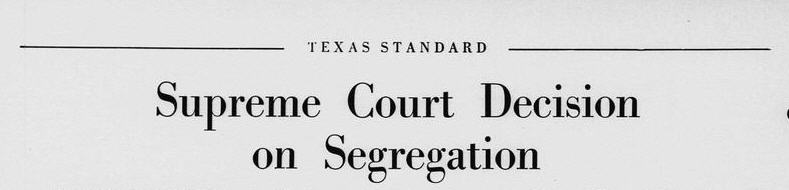 TEXAS STANDARD
Supreme Court Decision
on Segregation